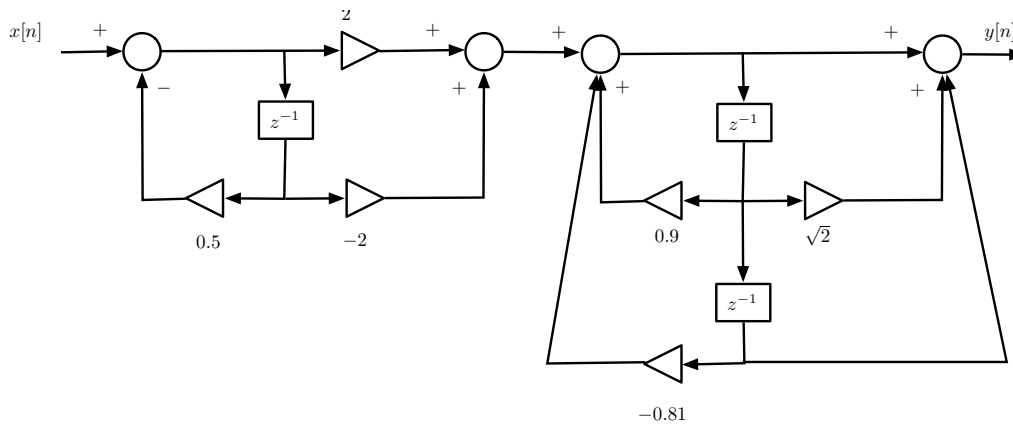 x[n]
+
2
+
+
+
y[n]
−
+
+
+
z⁻¹
z⁻¹
0.5
−2
0.9
√2
z⁻¹
−0.81